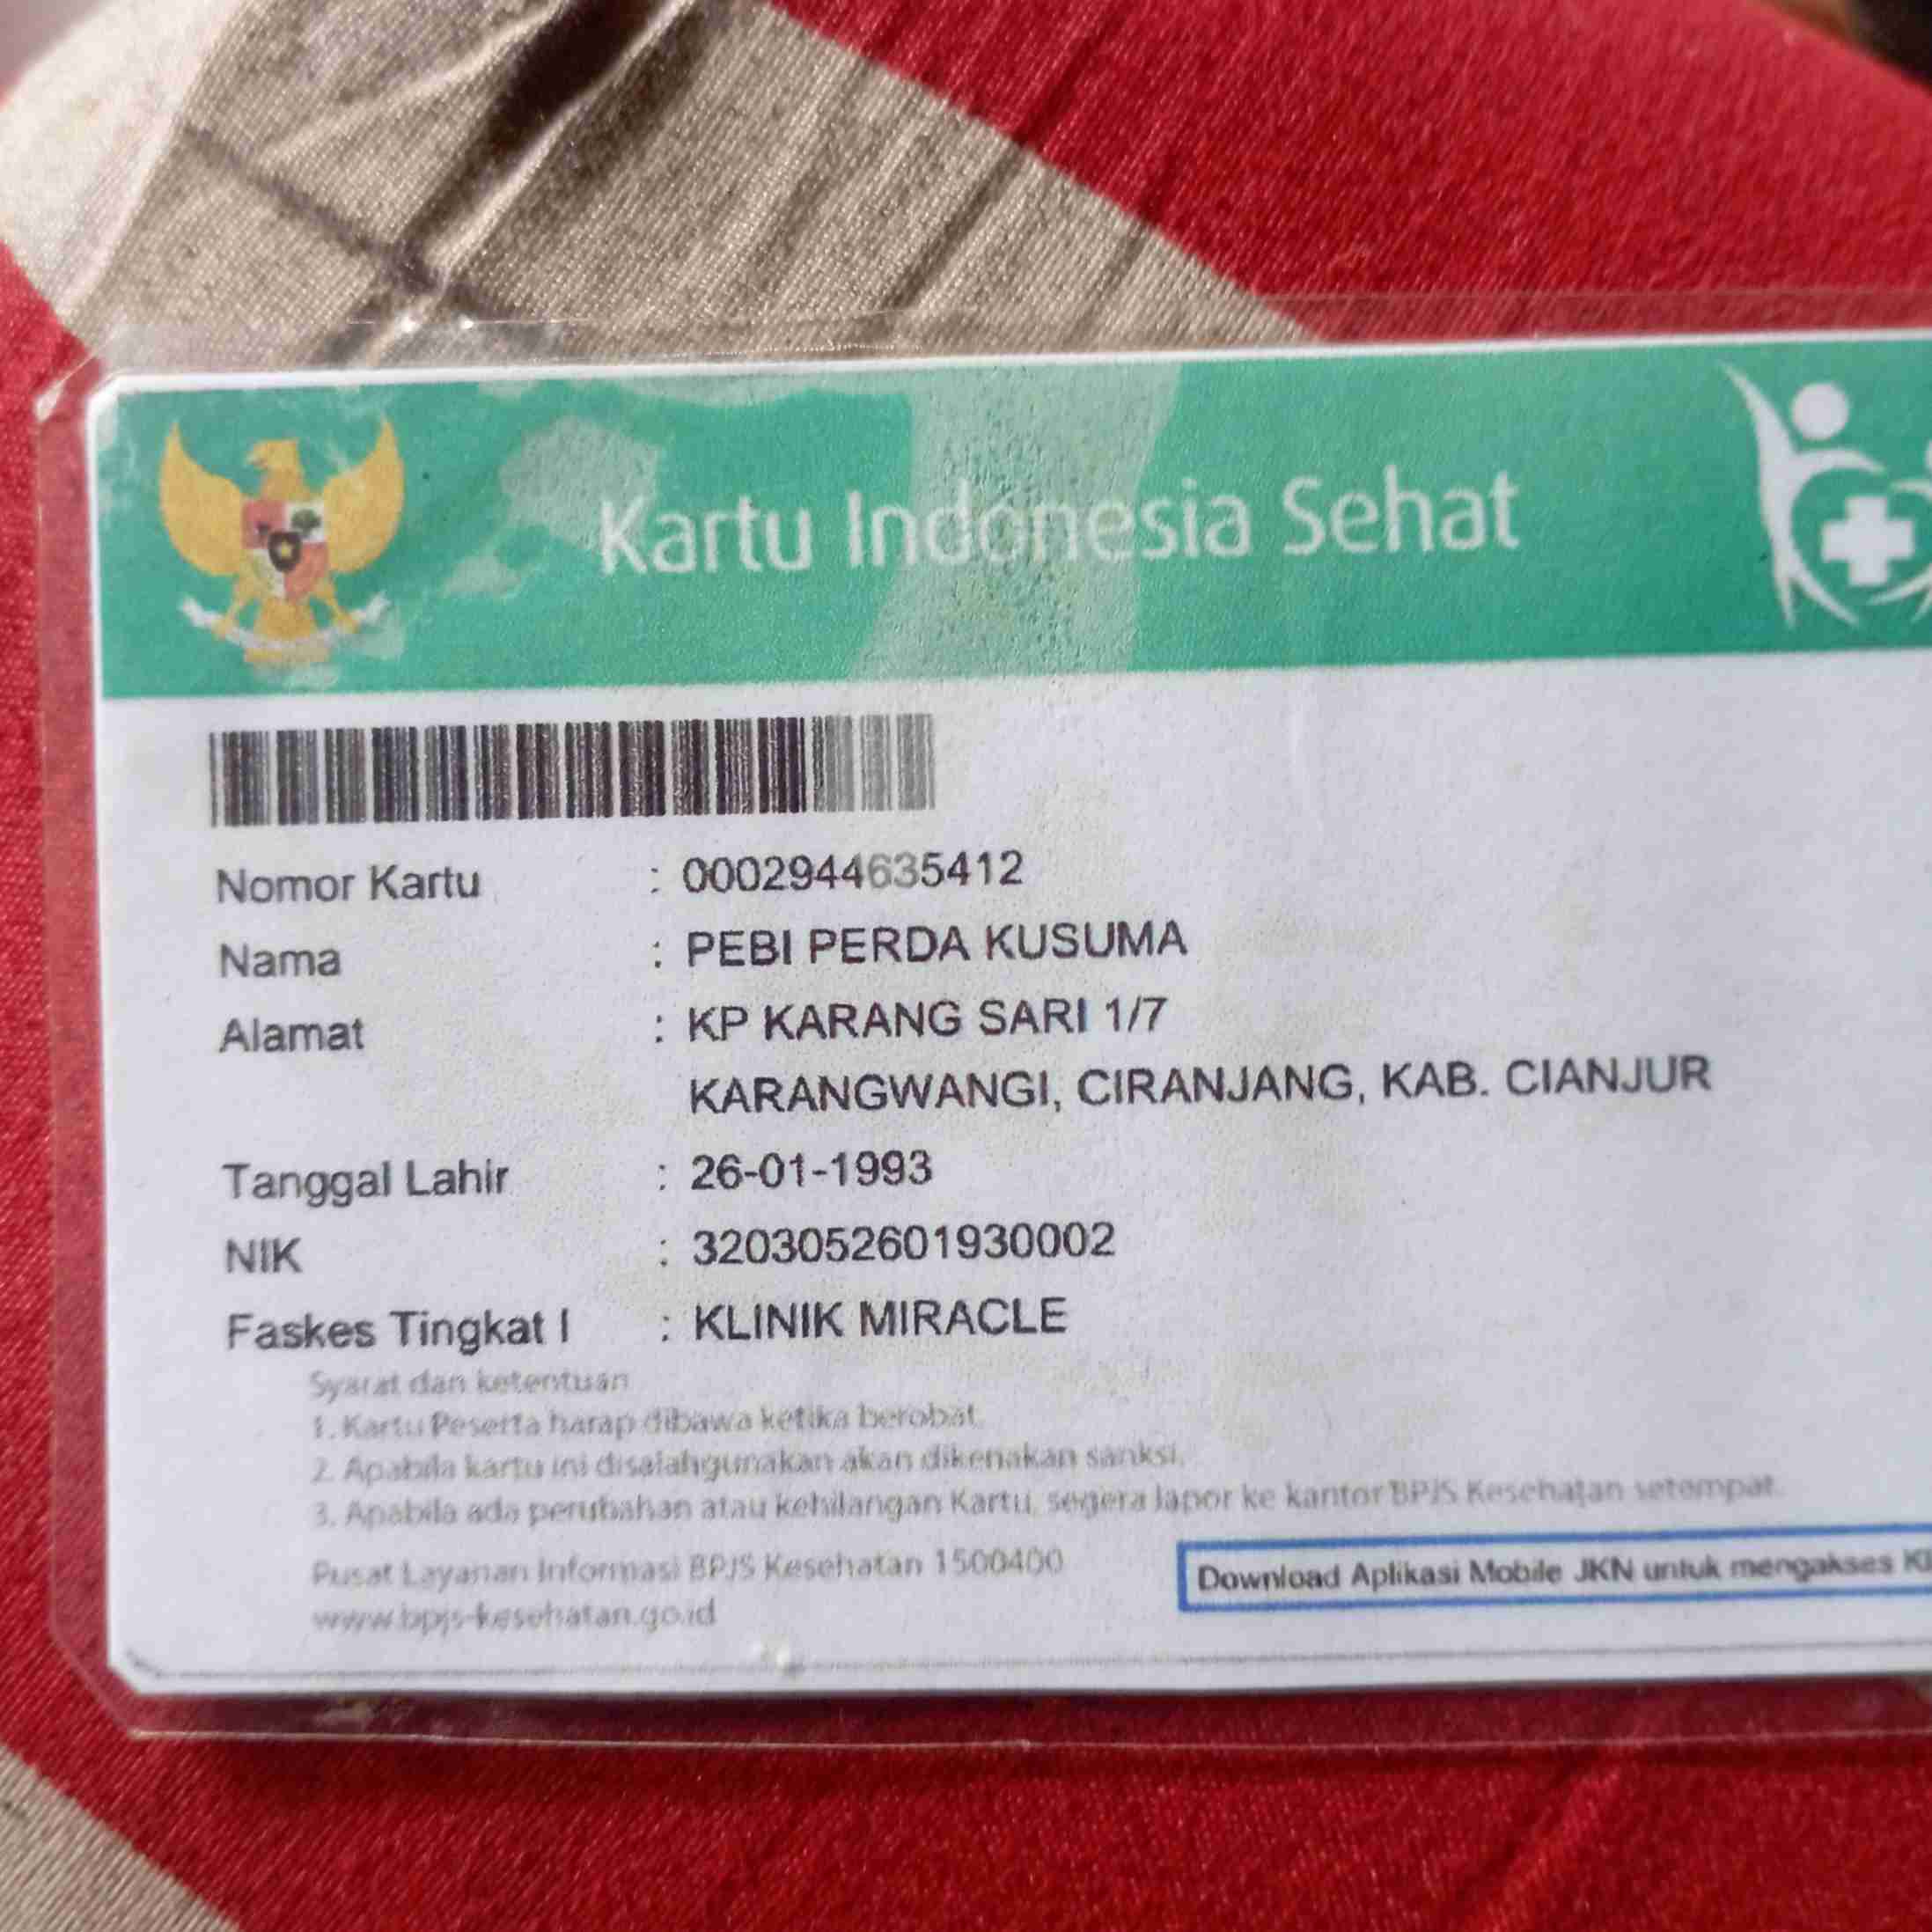 Kartu Indonesia Sehat
Nomor Kartu : 0002944635412
Nama : PEBI PERDA KUSUMA
Alamat : KP KARANG SARI 1/7
KARANGWANGI, CIRANJANG, KAB. CIANJUR
Tanggal Lahir : 26-01-1993
NIK : 3203052601930002
Faskes Tingkat I : KLINIK MIRACLE
Syarat dan ketentuan
1. Kartu Peserta harap dibawa ketika berobat.
2. Apabila kartu ini disalahgunakan akan dikenakan sanksi.
3. Apabila ada perubahan atau kehilangan Kartu, segera lapor ke kantor BPJS Kesehatan setempat.
Pusat Layanan Informasi BPJS Kesehatan 1500400
www.bpjs-kesehatan.go.id
Download Aplikasi Mobile JKN untuk mengakses